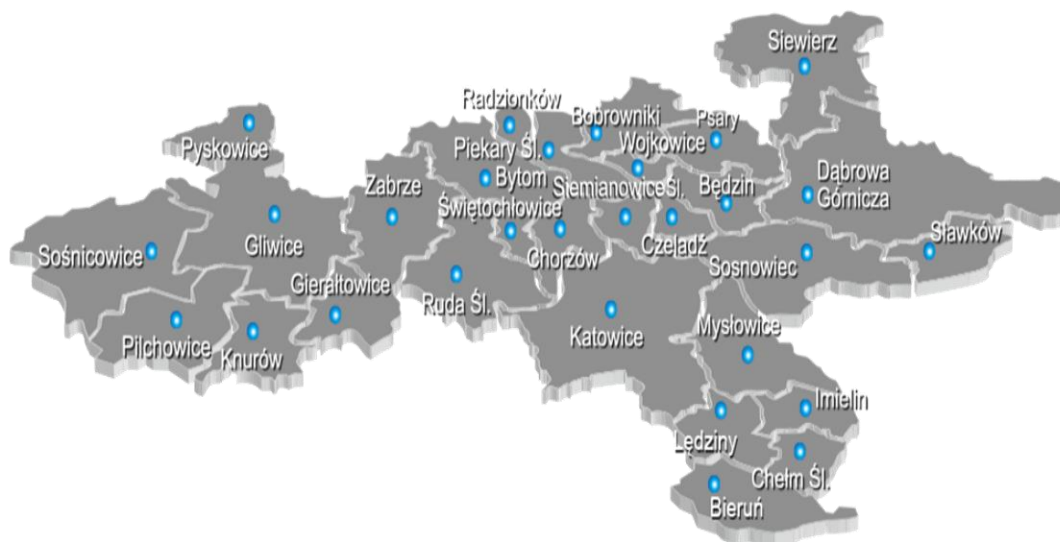 Siewierz
Radzionków
Bobrowniki
Psary
Wojkowice
Pyskowice
Piekary Śl.
Bytom
Zabrze
Siemianowice Śl.
Będzin
Dąbrowa
Górnicza
Świętochłowice
Sławków
Sośnicowice
Gliwice
Chorzów
Czeladź
Sosnowiec
Gierałtowice
Ruda Śl.
Katowice
Mysłowice
Pilchowice
Knurów
Imielin
Lędziny
Chełm Śl.
Bieruń